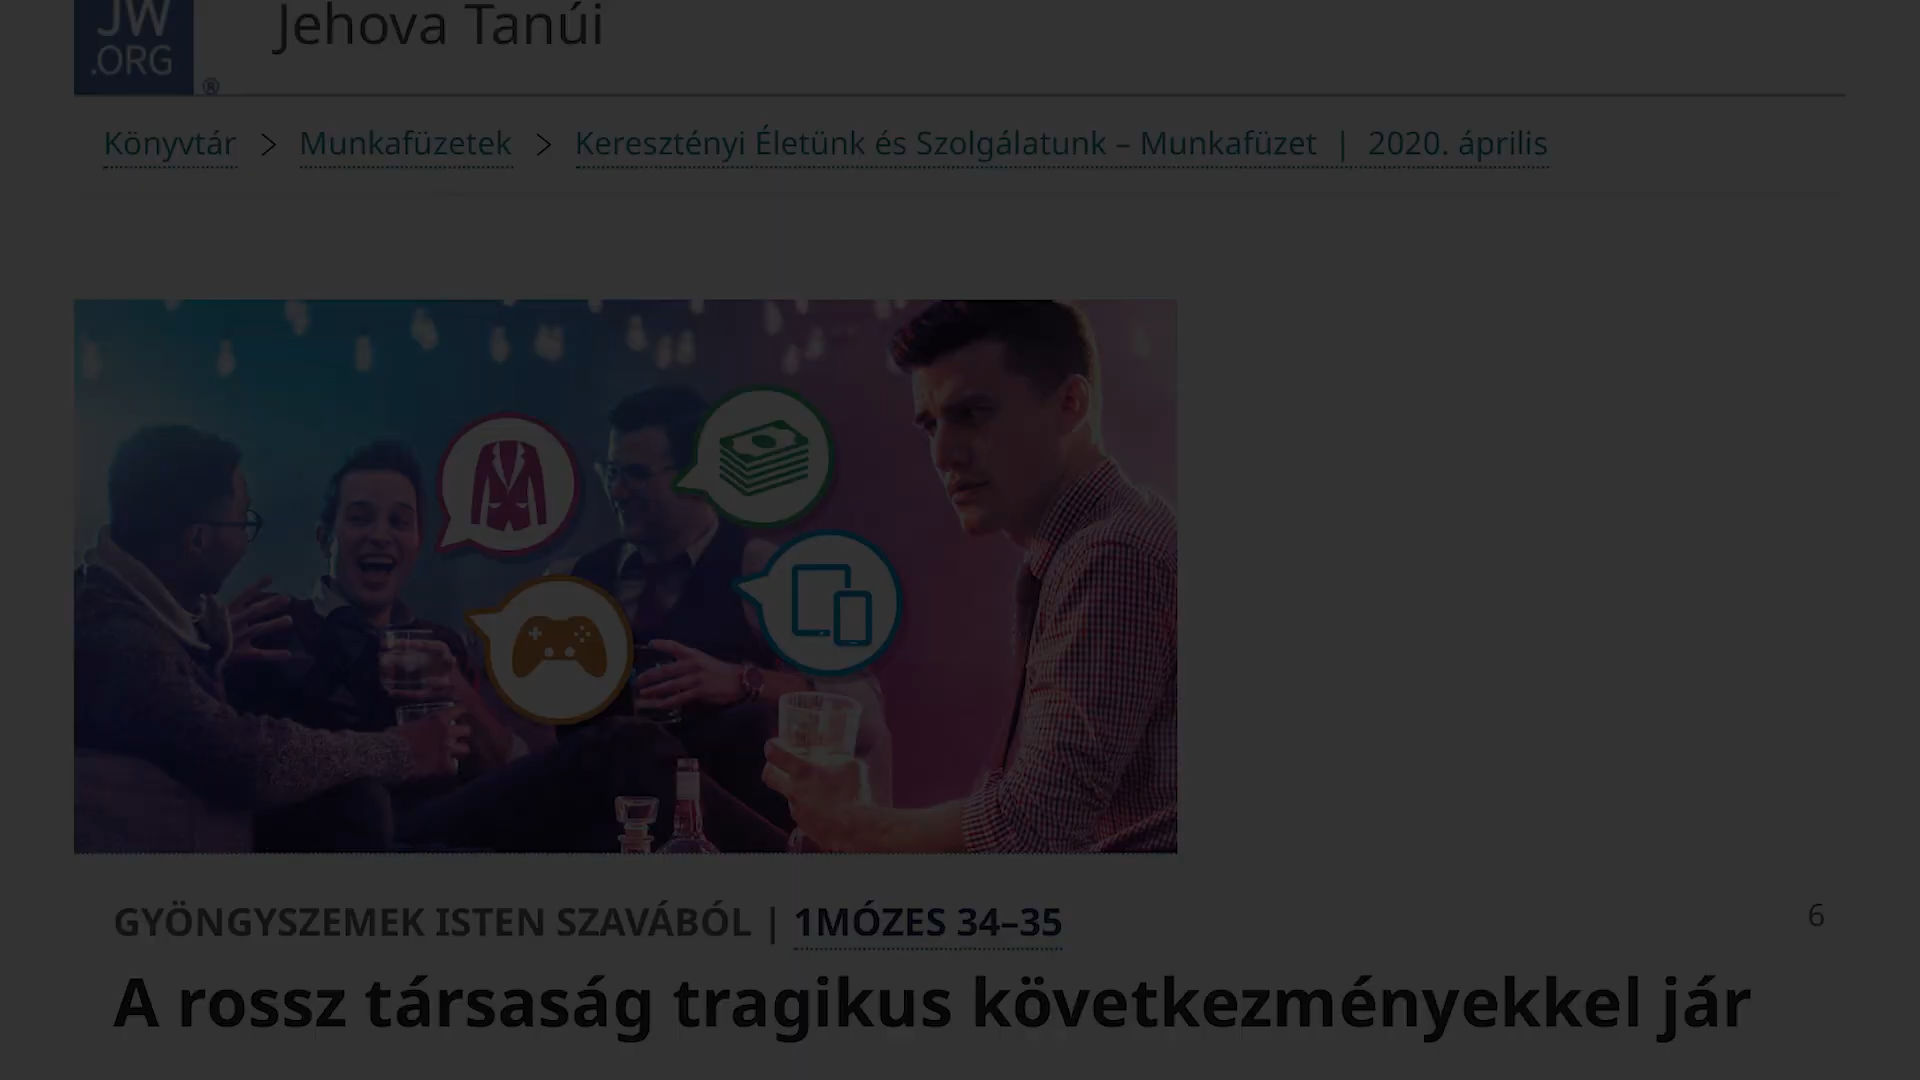 JW
.ORG
®
Jehova Tanúi
Könyvtár > Munkafüzetek > Keresztényi Életünk és Szolgálatunk – Munkafüzet | 2020. április
GYÖNGYSZEMEK ISTEN SZAVÁBÓL | 1MÓZES 34–35
6
A rossz társaság tragikus következményekkel jár